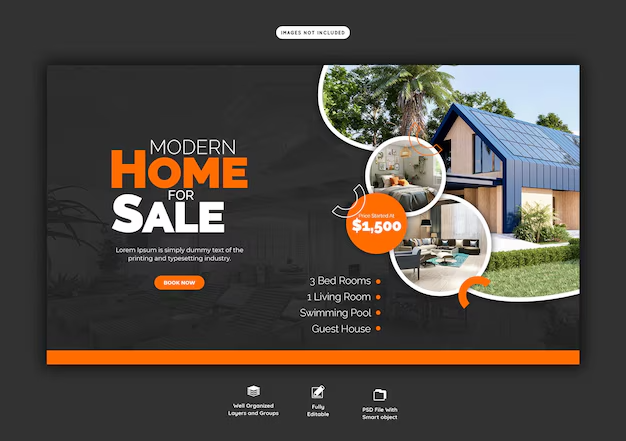 IMAGES NOT INCLUDED
MODERN
HOME
FOR
SALE
Lorem Ipsum is simply dummy text of the
printing and typesetting industry.
BOOK NOW
Price Started At
$1,500
3 Bed Rooms
1 Living Room
Swimming Pool
Guest House
Well Organized
Layers and Groups
Fully
Editable
PSD File With
Smart object